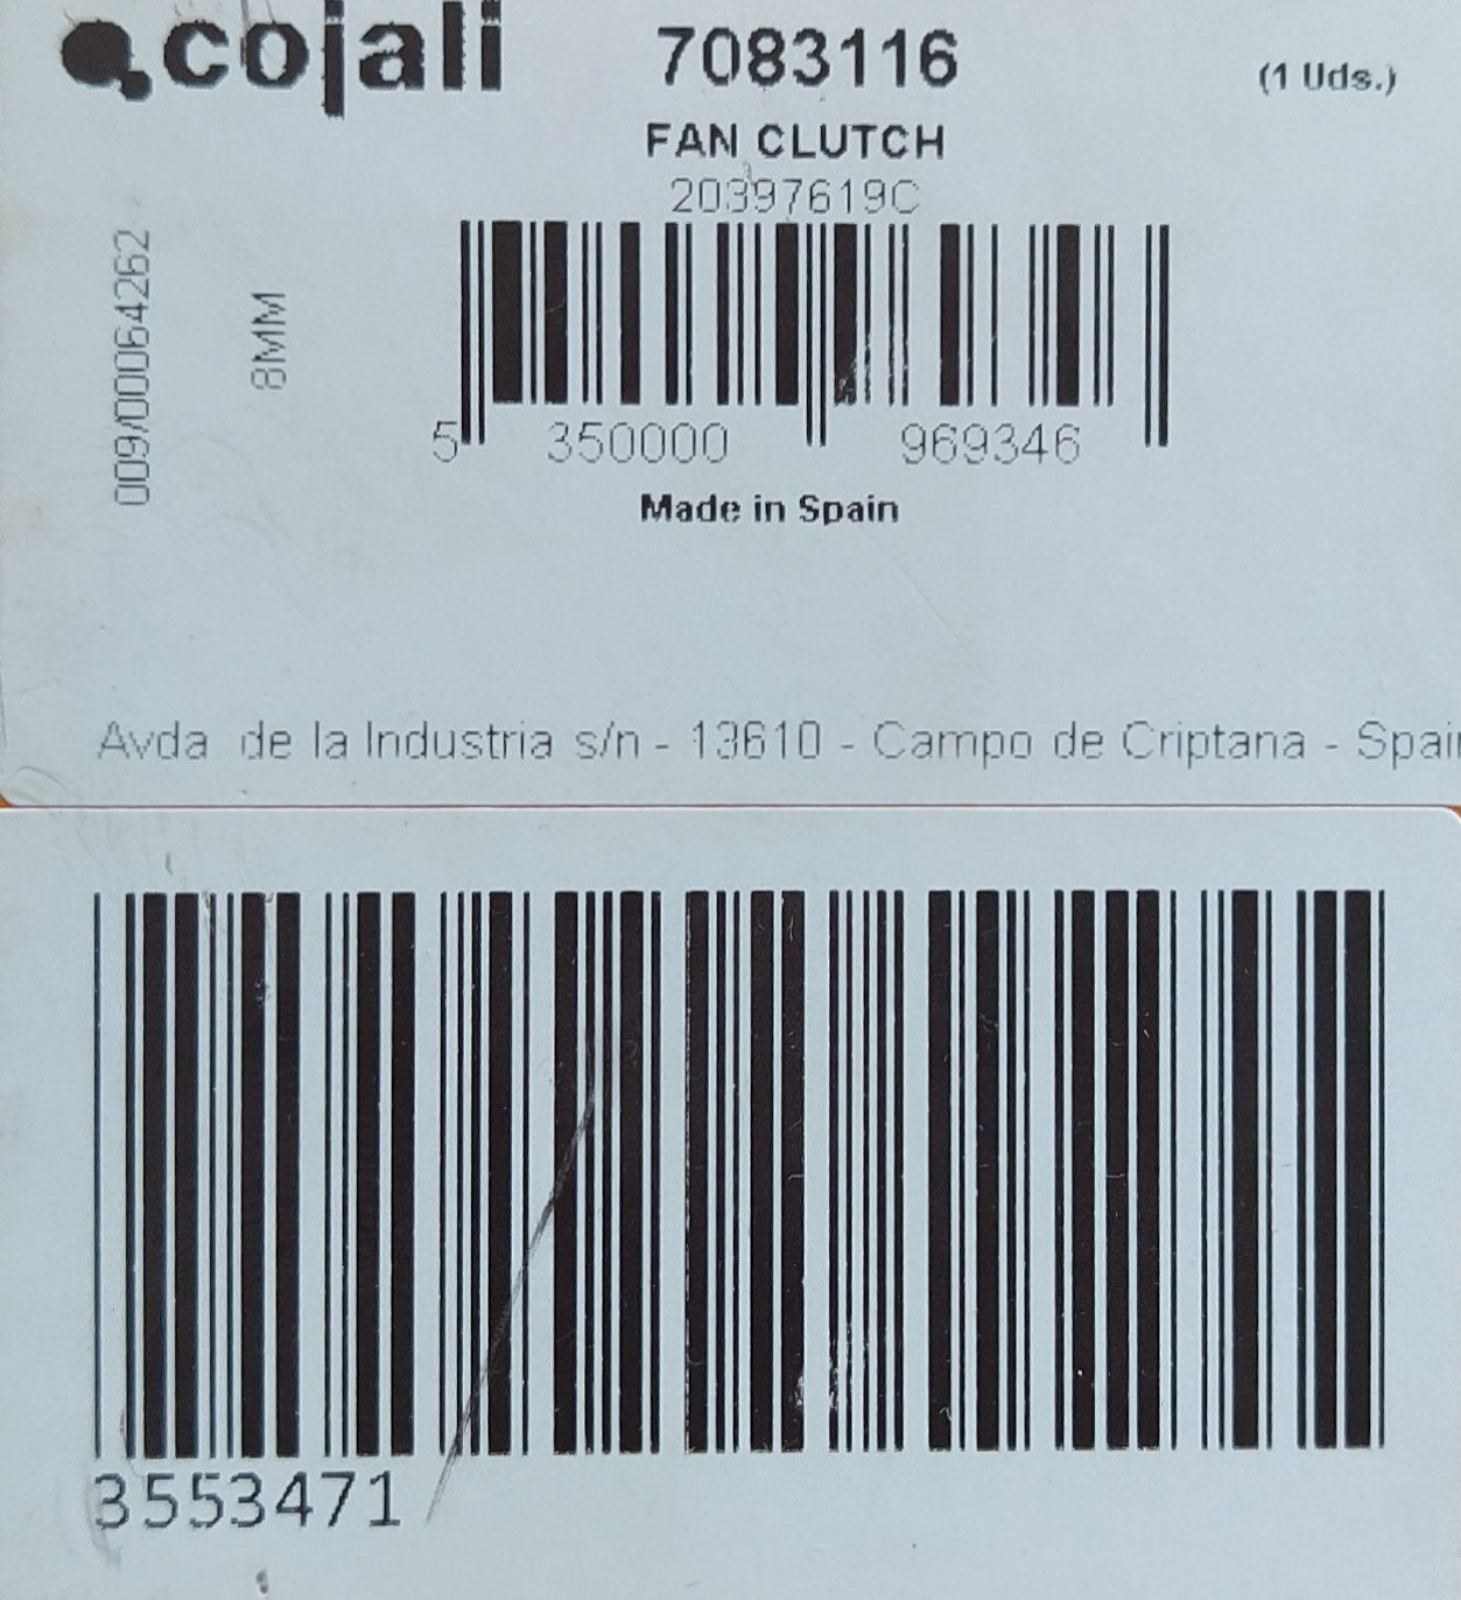 cojali
7083116
(1 Uds.)
FAN CLUTCH
20397619C
009/00064262
8MM
5 350000 969346
Made in Spain
Avda de la Industria s/n - 13610 - Campo de Criptana - Spain
3553471